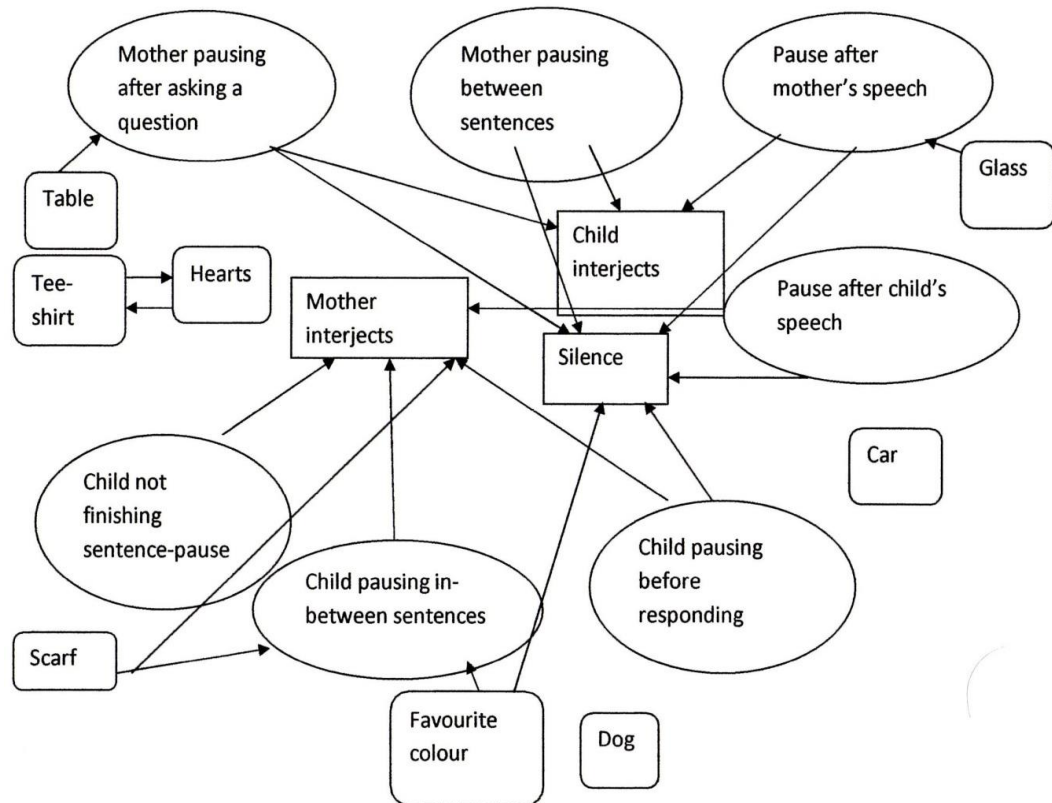 Mother pausing
after asking a
question
Mother pausing
between
sentences
Pause after
mother's speech
Table
Glass
Tee-
shirt
Hearts
Child
interjects
Mother
interjects
Pause after child's
speech
Silence
Car
Child not
finishing
sentence-pause
Child pausing in-
between sentences
Child pausing
before
responding
Scarf
Favourite
colour
Dog